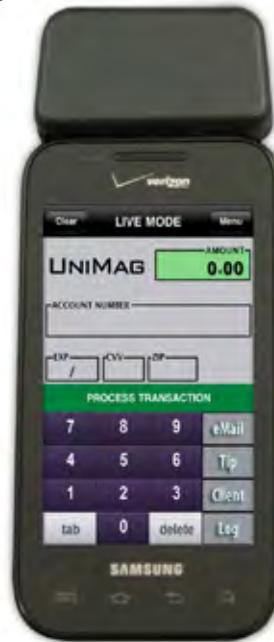 verizon
Clear LIVE MODE Menu
AMOUNT
UNIMAG 0.00
ACCOUNT NUMBER
EXP CVV ZIP
/
PROCESS TRANSACTION
7 8 9 eMail
4 5 6 Tip
1 2 3 Client
tab 0 delete Log
SAMSUNG